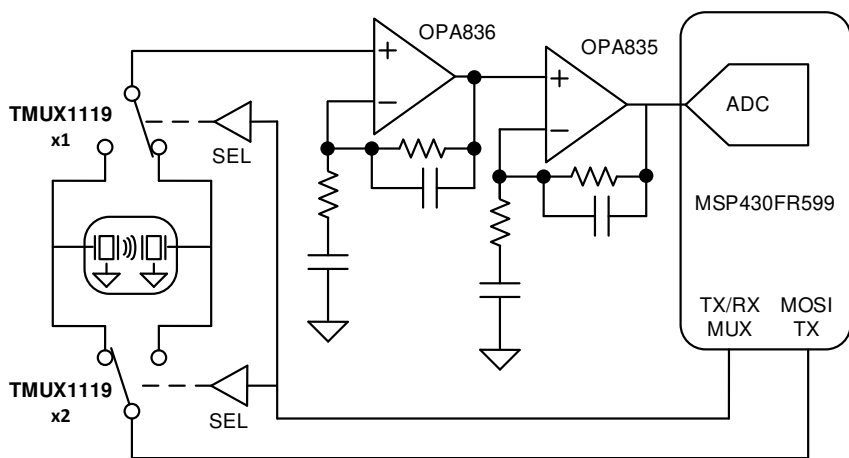 OPA836
OPA835
+
−
+
−
ADC
TMUX1119
x1
SEL
MSP430FR599
TX/RX
MUX
MOSI
TX
TMUX1119
x2
SEL